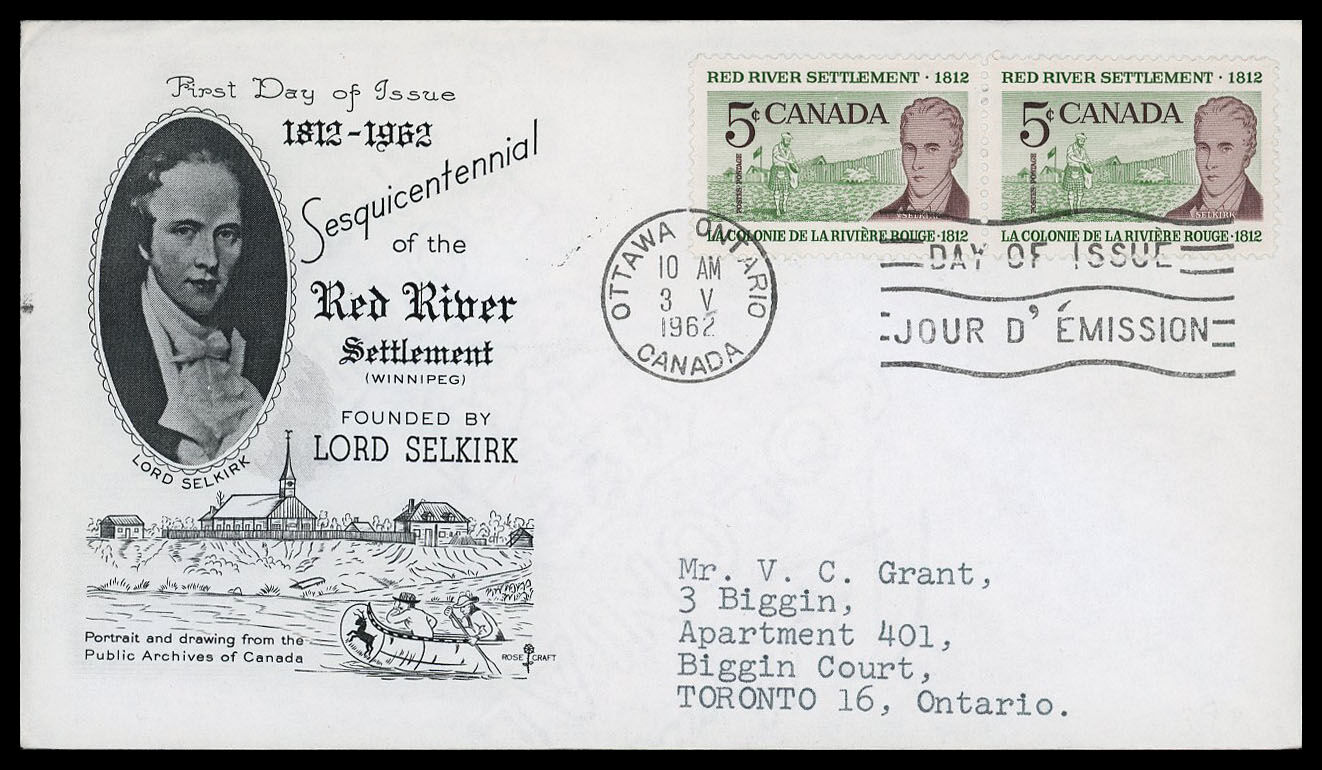 First Day of Issue
1812-1962
Sesquicentennial
of the
Red River
Settlement
(WINNIPEG)
FOUNDED BY
LORD SELKIRK
LORD SELKIRK
Portrait and drawing from the
Public Archives of Canada
ROSE CRAFT
RED RIVER SETTLEMENT · 1812
5¢ CANADA
POSTES POSTAGE
SELKIRK
LA COLONIE DE LA RIVIÈRE ROUGE · 1812
RED RIVER SETTLEMENT · 1812
5¢ CANADA
POSTES POSTAGE
SELKIRK
LA COLONIE DE LA RIVIÈRE ROUGE · 1812
OTTAWA ONTARIO
10 AM
3 V
1962
CANADA
DAY OF ISSUE
JOUR D'ÉMISSION
Mr. V. C. Grant,
3 Biggin,
Apartment 401,
Biggin Court,
TORONTO 16, Ontario.